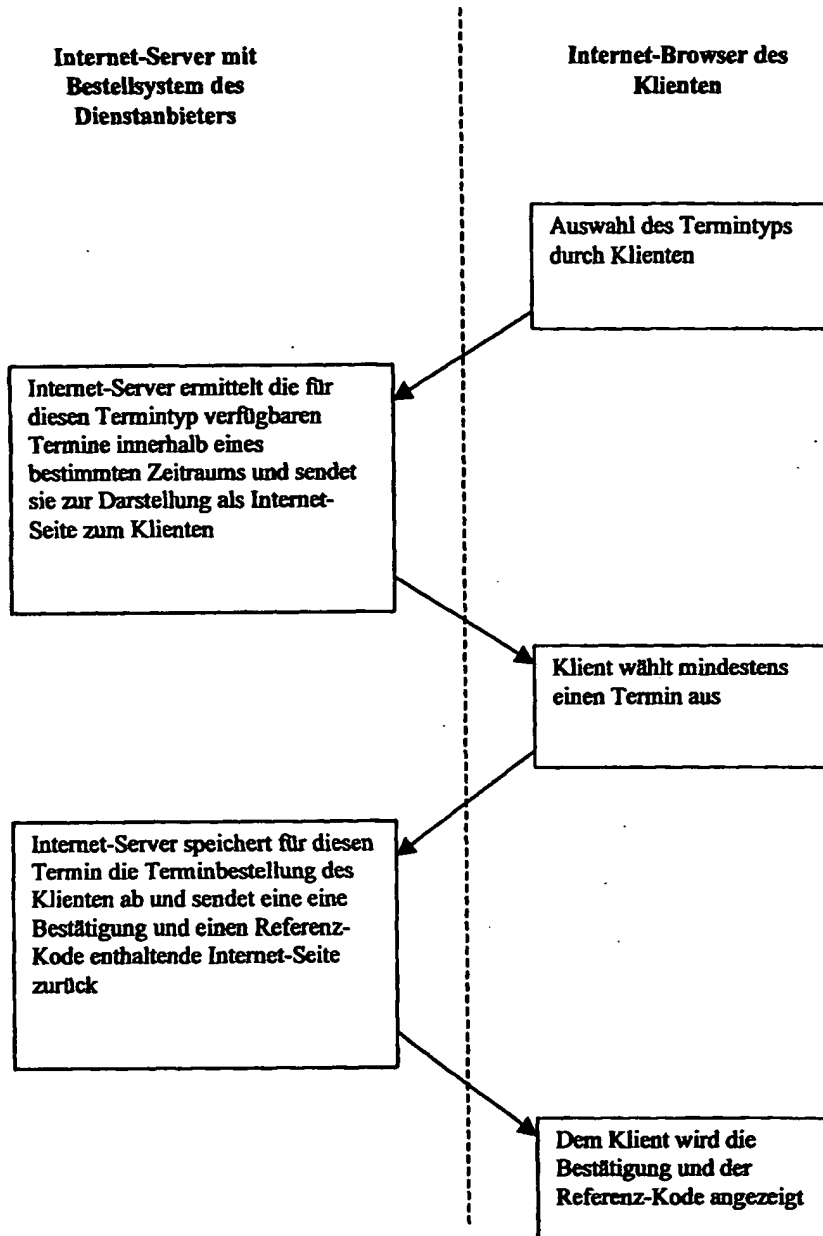 Internet-Server mit
Bestellsystem des
Dienstanbieters
Internet-Browser des
Klienten
Auswahl des Termintyps
durch Klienten
Internet-Server ermittelt die für
diesen Termintyp verfügbaren
Termine innerhalb eines
bestimmten Zeitraums und sendet
sie zur Darstellung als Internet-
Seite zum Klienten
Klient wählt mindestens
einen Termin aus
Internet-Server speichert für diesen
Termin die Terminbestellung des
Klienten ab und sendet eine eine
Bestätigung und einen Referenz-
Kode enthaltende Internet-Seite
zurück
Dem Klient wird die
Bestätigung und der
Referenz-Kode angezeigt